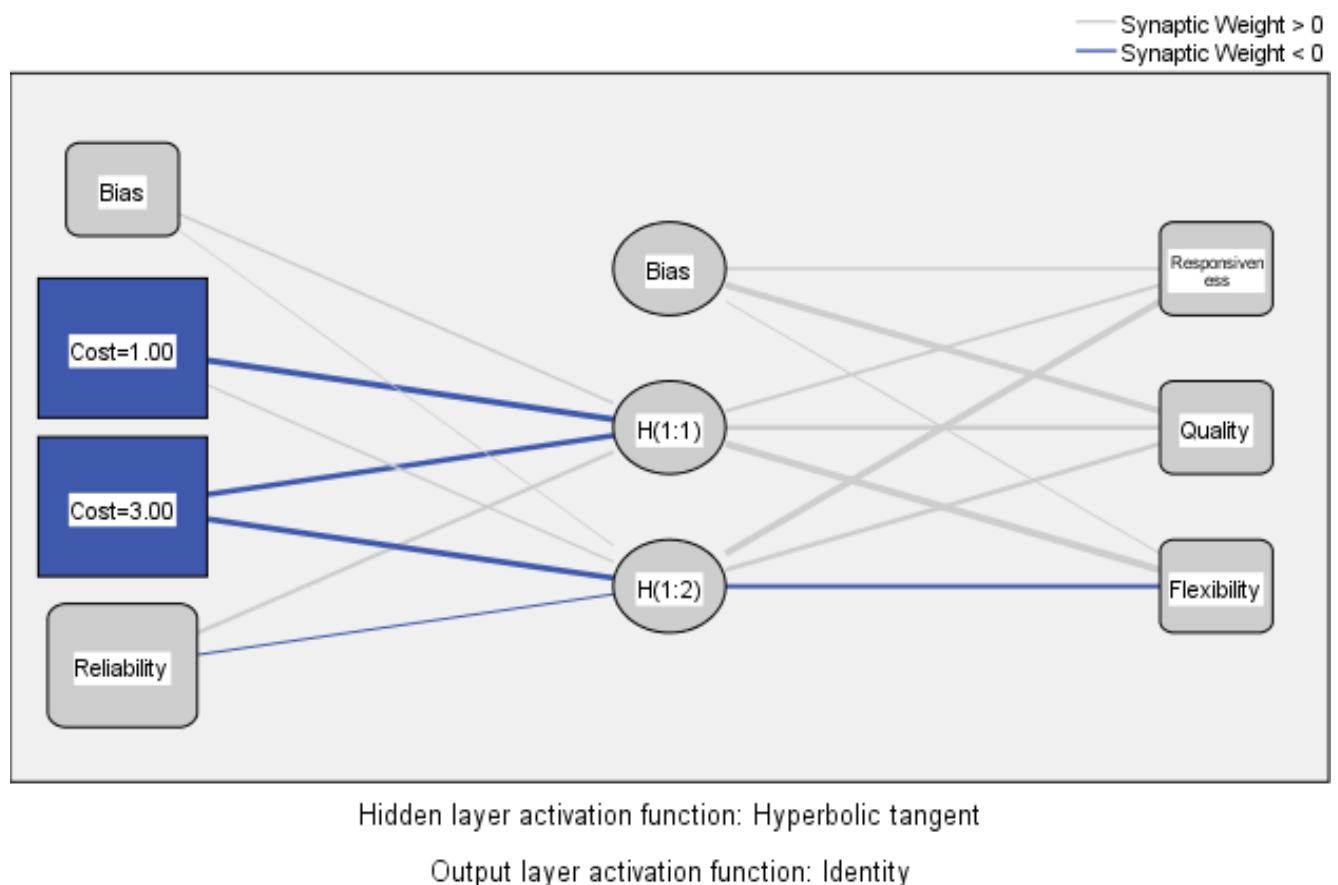 Synaptic Weight > 0
Synaptic Weight < 0
Bias
Cost=1.00
Cost=3.00
Reliability
Bias
H(1:1)
H(1:2)
Responsiven
ess
Quality
Flexibility
Hidden layer activation function: Hyperbolic tangent
Output layer activation function: Identity